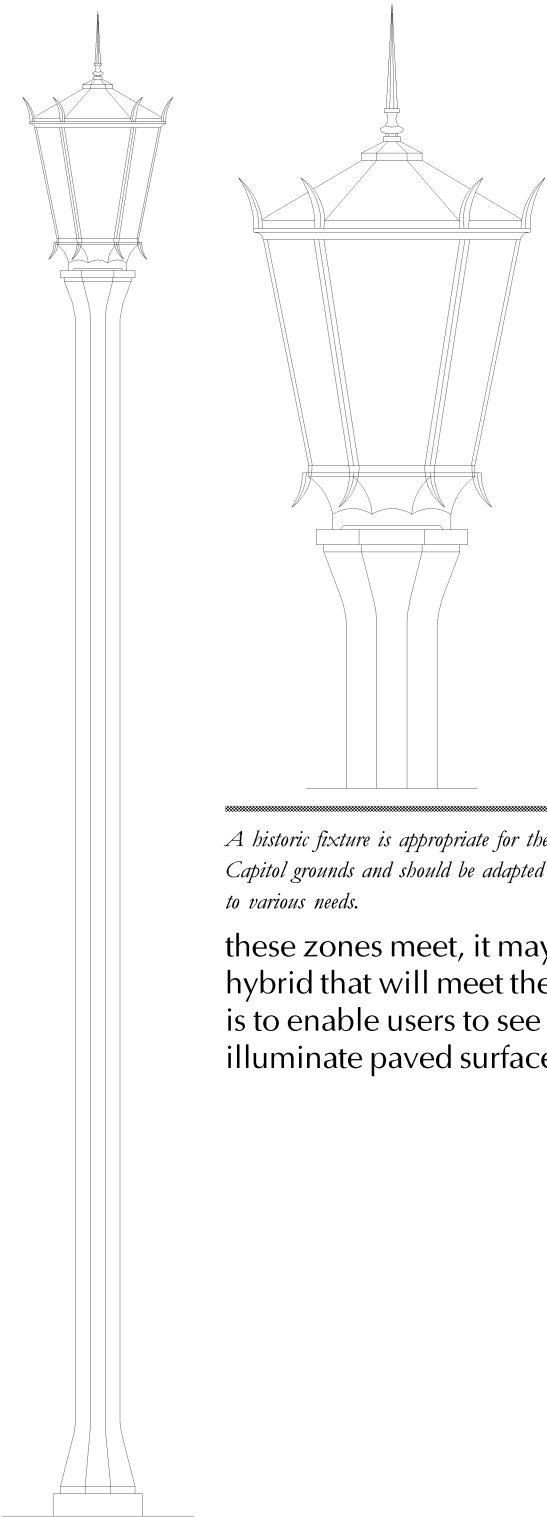 A historic fixture is appropriate for the
Capitol grounds and should be adapted
to various needs.
these zones meet, it may
hybrid that will meet the
is to enable users to see
illuminate paved surface